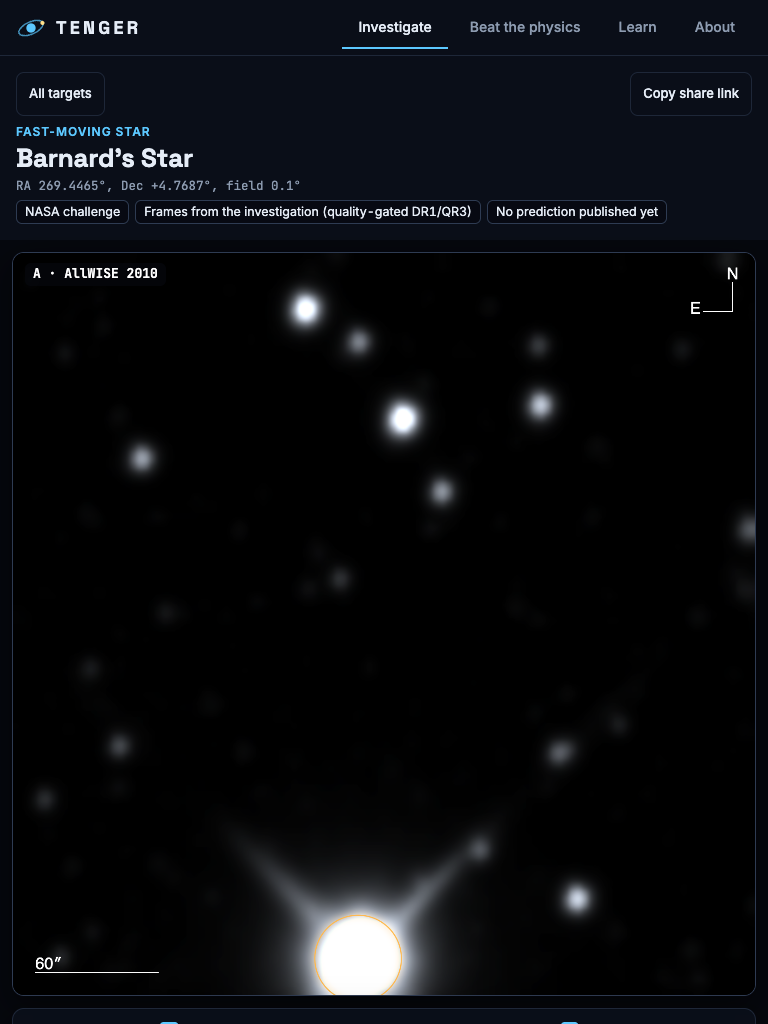 TENGER
Investigate
Beat the physics
Learn
About
All targets
Copy share link
FAST-MOVING STAR
Barnard's Star
RA 269.4465°, Dec +4.7687°, field 0.1°
NASA challenge
Frames from the investigation (quality-gated DR1/QR3)
No prediction published yet
A · AllWISE 2010
N
E
60″